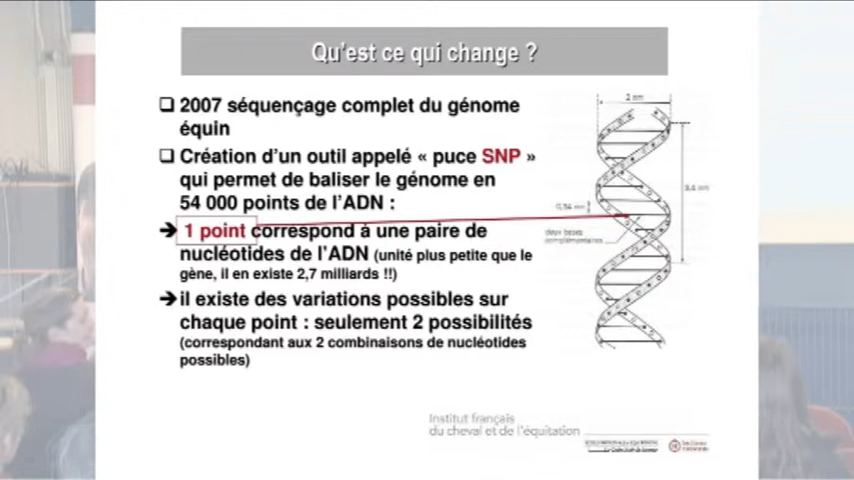 Qu'est ce qui change ?
❑ 2007 séquençage complet du génome
équin
❑ Création d'un outil appelé « puce SNP »
qui permet de baliser le génome en
54 000 points de l'ADN :
➔ 1 point correspond à une paire de
nucléotides de l'ADN (unité plus petite que le
gène, il en existe 2,7 milliards !!)
➔ il existe des variations possibles sur
chaque point : seulement 2 possibilités
(correspondant aux 2 combinaisons de nucléotides
possibles)
2 nm
3,4 nm
0,34 nm
deux bases
complémentaires
Institut français
du cheval et de l'équitation